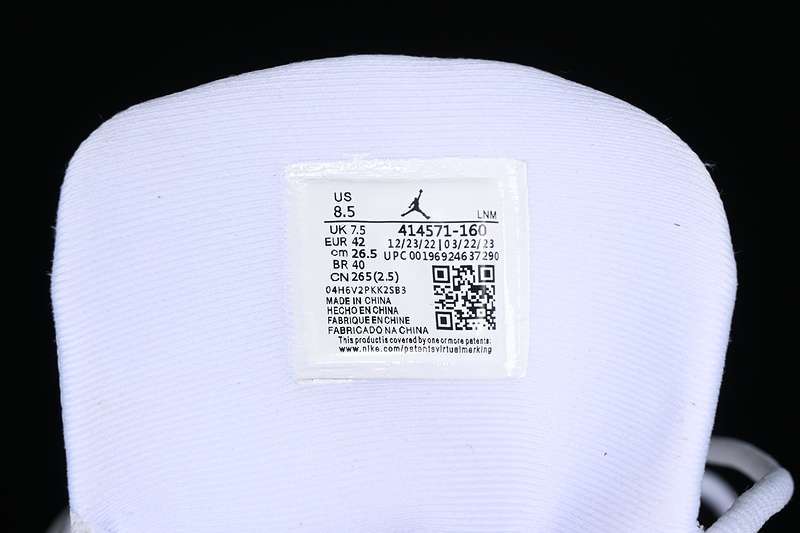 US
8.5
LNM
UK 7.5
414571-160
EUR 42
12/23/22 | 03/22/23
cm 26.5
UPC 00196924637290
BR 40
CN 265(2.5)
04H6V2PKK2SB3
MADE IN CHINA
HECHO EN CHINA
FABRIQUE EN CHINE
FABRICADO NA CHINA
This product is covered by one or more patents:
www.nike.com/patentsvirtualmerking